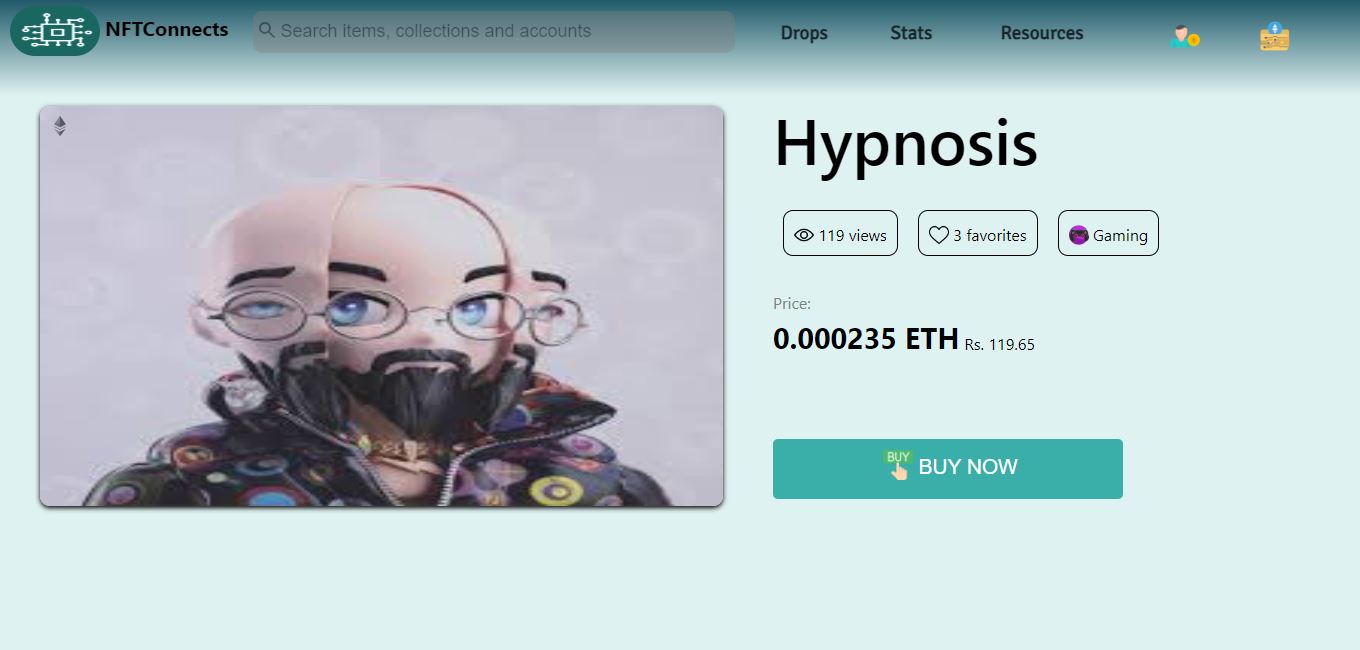 NFTConnects
Search items, collections and accounts
Drops
Stats
Resources
Hypnosis
119 views
3 favorites
Gaming
Price:
0.000235 ETH Rs. 119.65
BUY BUY NOW